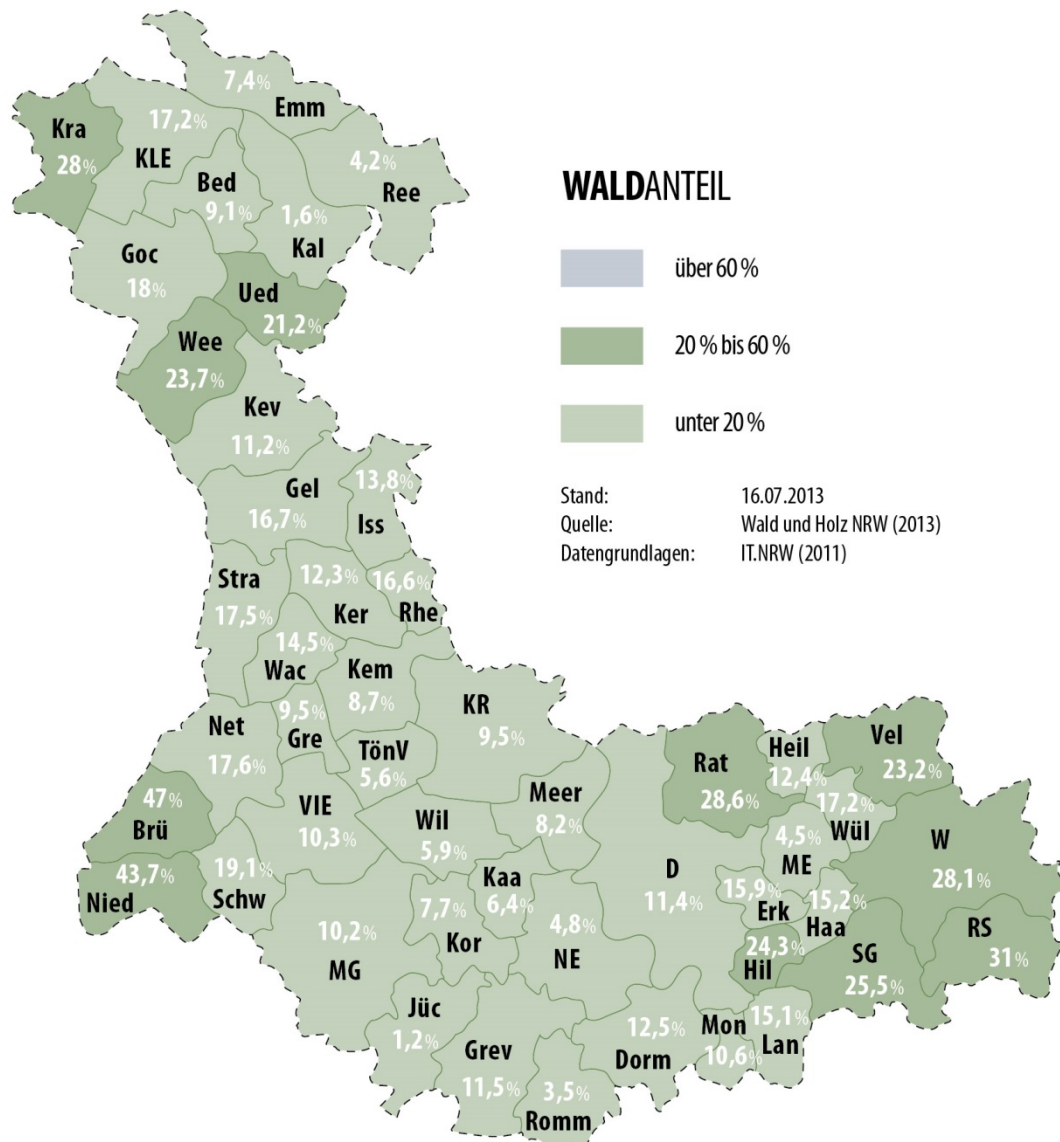 7,4%
Emm
Kra
28%
17,2%
KLE
4,2%
Ree
Bed
9,1%
1,6%
Kal
Goc
18%
Ued
21,2%
Wee
23,7%
Kev
11,2%
Gel
16,7%
13,8%
Iss
Stra
17,5%
12,3%
Ker
16,6%
Rhe
14,5%
Wac
Kem
8,7%
KR
9,5%
Net
17,6%
9,5%
Gre
TönV
5,6%
47%
Brü
VIE
10,3%
Wil
5,9%
Meer
8,2%
Rat
28,6%
Heil
12,4%
Vel
23,2%
17,2%
Wül
43,7%
Nied
19,1%
Schw
Kaa
6,4%
D
11,4%
4,5%
ME
W
28,1%
10,2%
MG
7,7%
Kor
4,8%
NE
15,9%
Erk
15,2%
Haa
24,3%
Hil
SG
25,5%
RS
31%
Jüc
1,2%
Grev
11,5%
3,5%
Romm
12,5%
Dorm
Mon
10,6%
15,1%
Lan
WALDANTEIL
über 60 %
20 % bis 60 %
unter 20 %
Stand: 16.07.2013
Quelle: Wald und Holz NRW (2013)
Datengrundlagen: IT.NRW (2011)